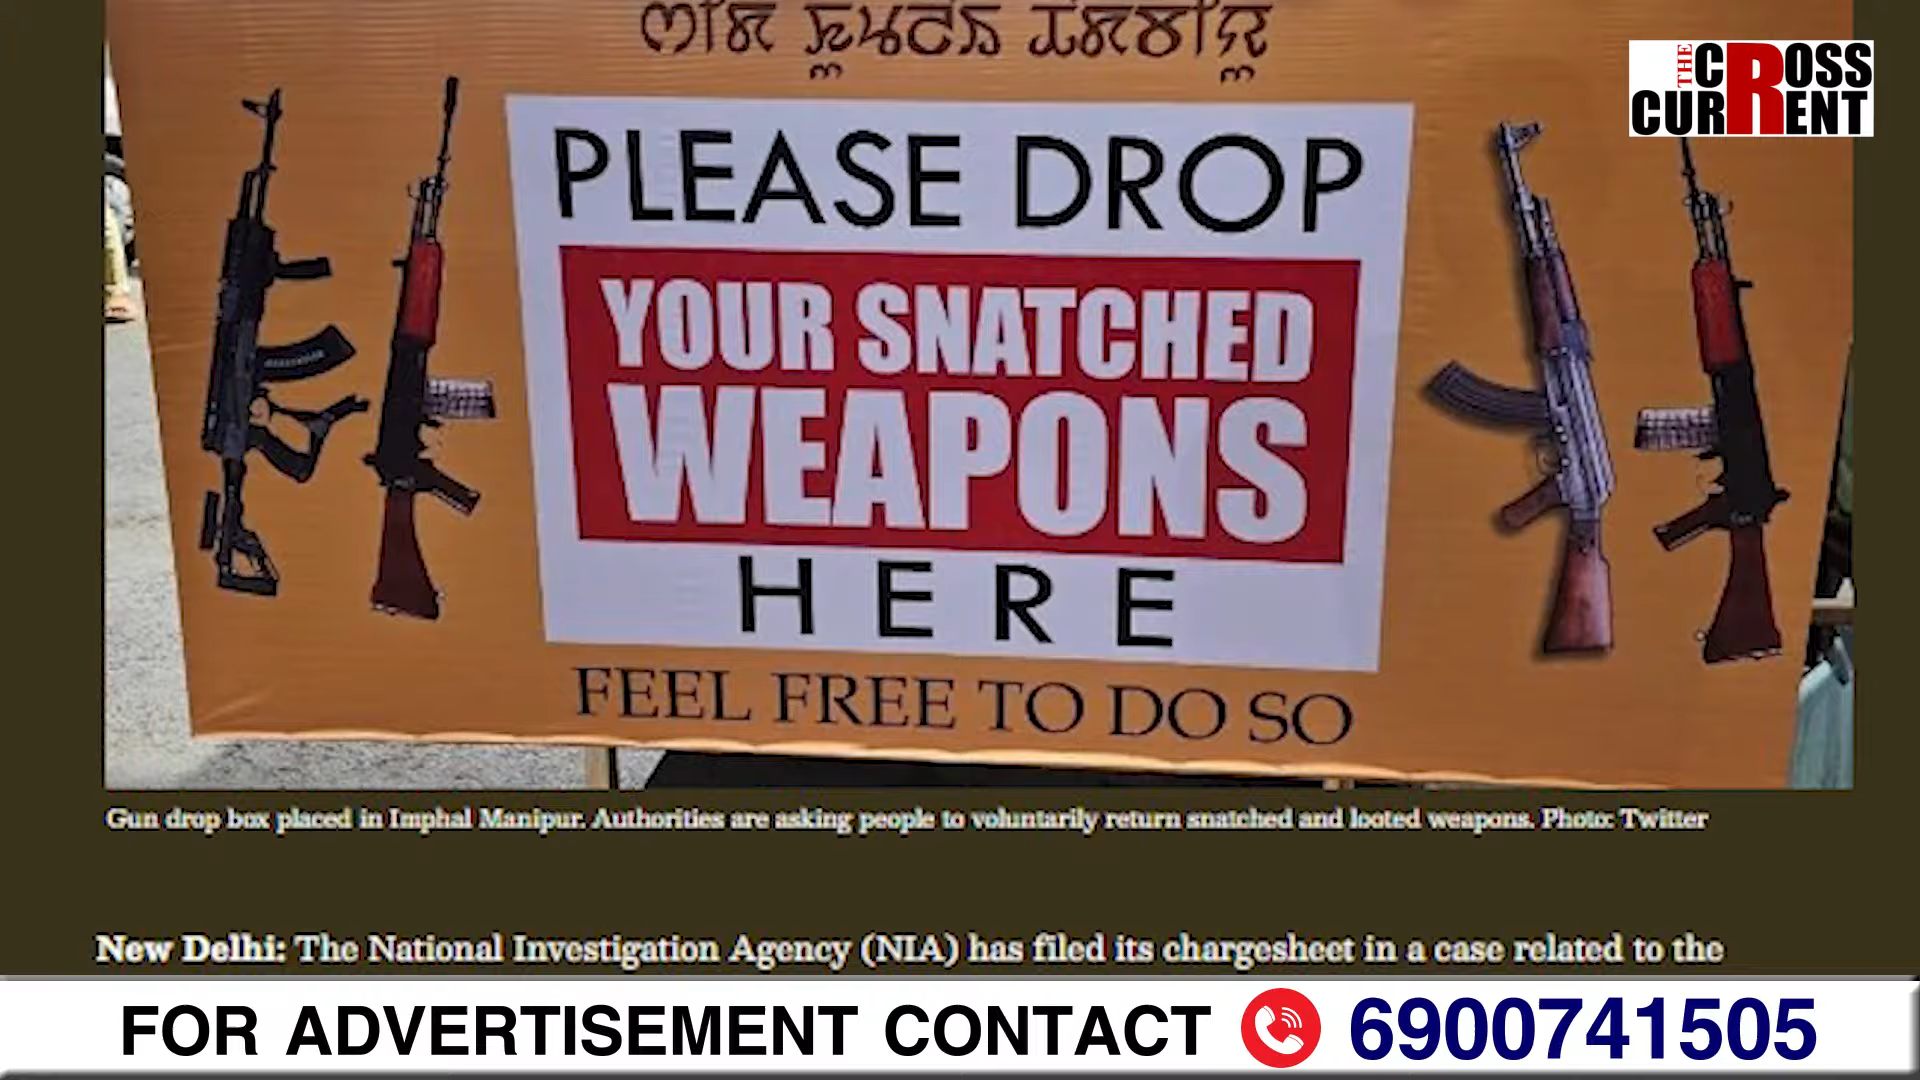 THE CROSS
CURRENT
PLEASE DROP
YOUR SNATCHED
WEAPONS
HERE
FEEL FREE TO DO SO
Gun drop box placed in Imphal Manipur. Authorities are asking people to voluntarily return snatched and looted weapons. Photo: Twitter
New Delhi: The National Investigation Agency (NIA) has filed its chargesheet in a case related to the
FOR ADVERTISEMENT CONTACT 6900741505